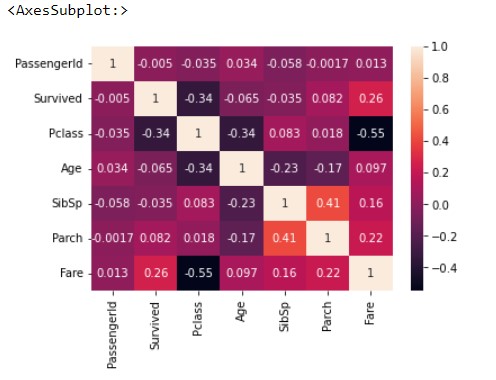 <AxesSubplot:>
PassengerId 1 -0.005 -0.035 0.034 -0.058 -0.0017 0.013
Survived -0.005 1 -0.34 -0.065 -0.035 0.082 0.26
Pclass -0.035 -0.34 1 -0.34 0.083 0.018 -0.55
Age 0.034 -0.065 -0.34 1 -0.23 -0.17 0.097
SibSp -0.058 -0.035 0.083 -0.23 1 0.41 0.16
Parch -0.0017 0.082 0.018 -0.17 0.41 1 0.22
Fare 0.013 0.26 -0.55 0.097 0.16 0.22 1
PassengerId Survived Pclass Age SibSp Parch Fare
1.0
0.8
0.6
0.4
0.2
0.0
−0.2
−0.4